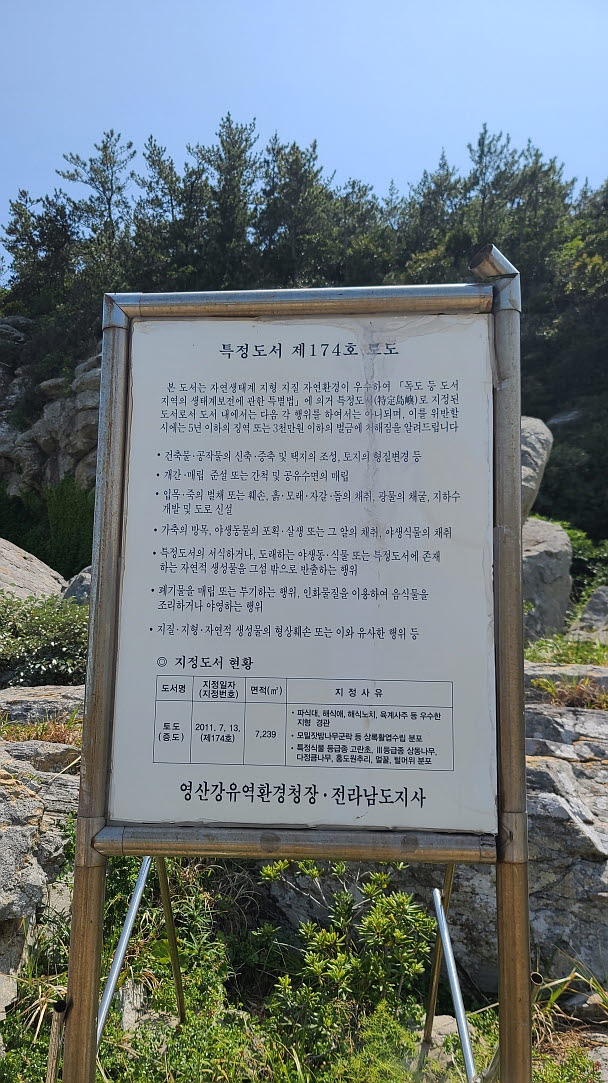 특정도서 제174호 토도
본 도서는 자연생태계 지형 지질 자연환경이 우수하여 「독도 등 도서
지역의 생태계보전에 관한 특별법」에 의거 특정도서(特定島嶼)로 지정된
도서로서 도서 내에서는 다음 각 행위를 하여서는 아니되며, 이를 위반할
시에는 5년 이하의 징역 또는 3천만원 이하의 벌금에 처해짐을 알려드립니다
• 건축물·공작물의 신축·증축 및 택지의 조성, 토지의 형질변경 등
• 개간·매립 준설 또는 간척 및 공유수면의 매립
• 입목·죽의 벌채 또는 훼손, 흙·모래·자갈·돌의 채취, 광물의 채굴, 지하수
개발 및 도로 신설
• 가축의 방목, 야생동물의 포획·살생 또는 그 알의 채취, 야생식물의 채취
• 특정도서의 서식하거나, 도래하는 야생동·식물 또는 특정도서에 존재
하는 자연적 생성물을 그섬 밖으로 반출하는 행위
• 폐기물을 매립 또는 투기하는 행위, 인화물질을 이용하여 음식물을
조리하거나 야영하는 행위
• 지질·지형·자연적 생성물의 형상훼손 또는 이와 유사한 행위 등
◎ 지정도서 현황
도서명 지정일자 (지정번호) 면적(㎡) 지 정 사 유
토도 (증도) 2011. 7. 13. (제174호) 7,239
• 파식대, 해식애, 해식노치, 육계사주 등 우수한
지형 경관
• 모밀잣밤나무군락 등 상록활엽수림 분포
• 특정식물 등급종 고란초, Ⅲ등급종 상동나무,
다정큼나무, 홍도원추리, 멀꿀, 털머위 분포
영산강유역환경청장·전라남도지사